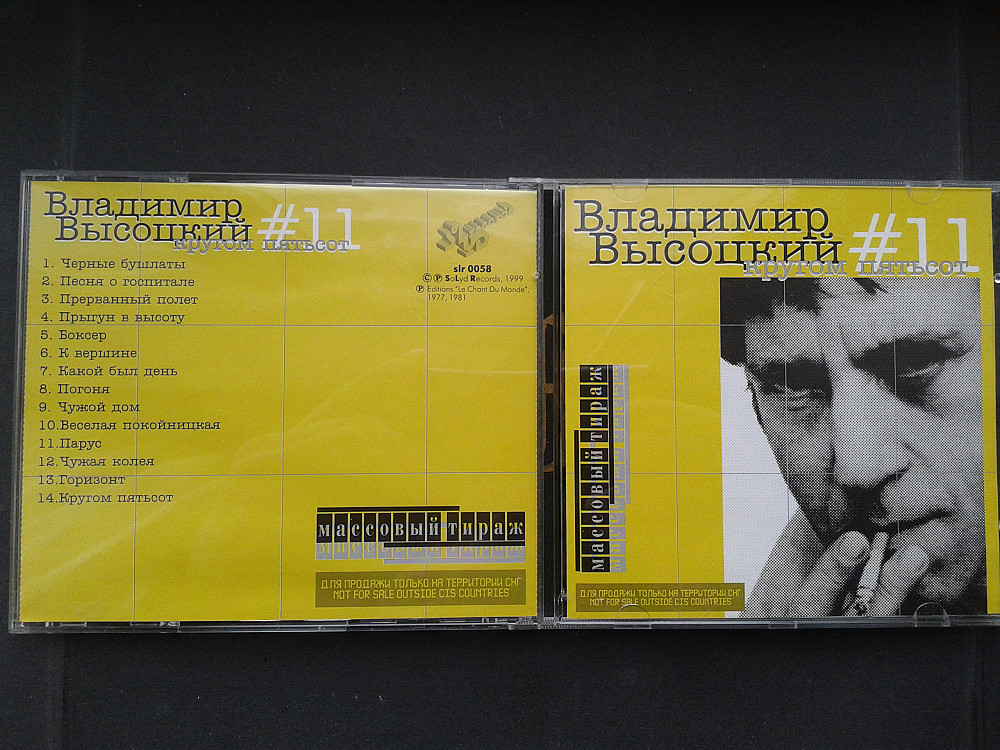 Владимир
Высоцкий #11
кругом пятьсот
1. Черные бушлаты
2. Песня о госпитале
3. Прерванный полет
4. Прыгун в высоту
5. Боксер
6. К вершине
7. Какой был день
8. Погоня
9. Чужой дом
10.Веселая покойницкая
11.Парус
12.Чужая колея
13.Горизонт
14.Кругом пятьсот
slr 0058
©℗ SoLyd Records, 1999
℗ Editions "Le Chant Du Monde",
1977, 1981
массовый тираж
массовый тираж
ДЛЯ ПРОДАЖИ ТОЛЬКО НА ТЕРРИТОРИИ СНГ
NOT FOR SALE OUTSIDE CIS COUNTRIES
Владимир
Высоцкий #11
кругом пятьсот
массовый тираж
массовый тираж
ДЛЯ ПРОДАЖИ ТОЛЬКО НА ТЕРРИТОРИИ СНГ
NOT FOR SALE OUTSIDE CIS COUNTRIES